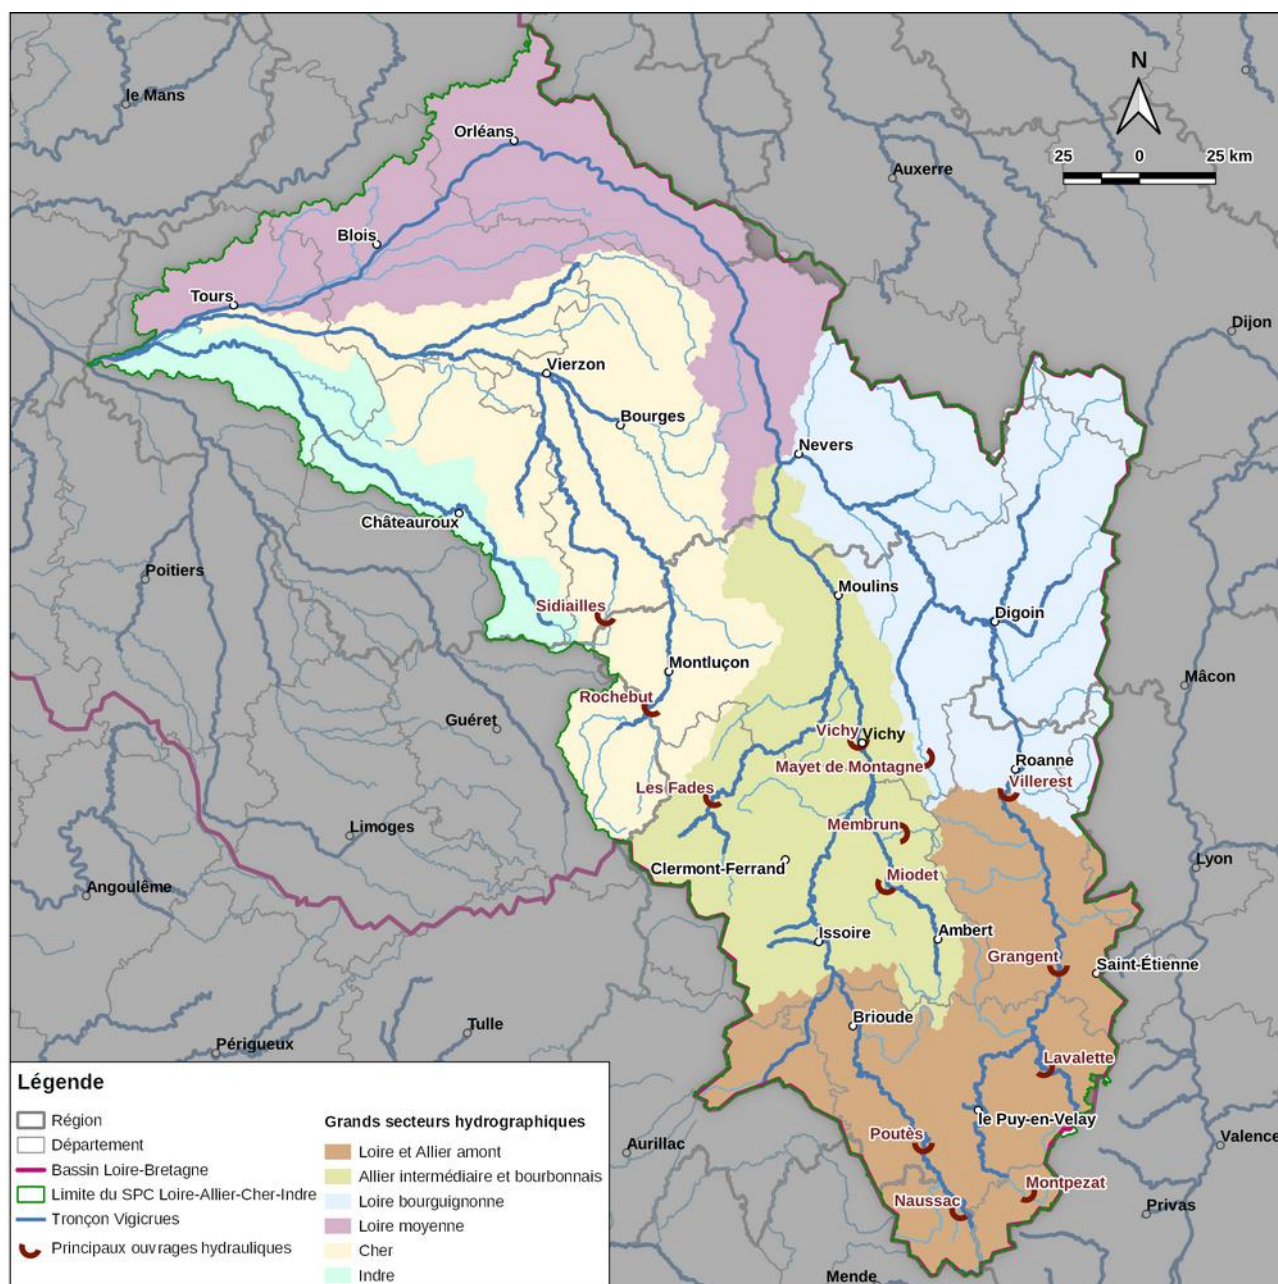 le Mans
Orléans
N
25 0 25 km
Auxerre
Blois
Tours
Dijon
Vierzon
Bourges
Nevers
Châteauroux
Poitiers
Moulins
Sidiailles
Digoin
Montluçon
Mâcon
Rochebut
Guéret
Vichy
Vichy
Mayet de Montagne
Roanne
Villerest
Les Fades
Limoges
Membrun
Clermont-Ferrand
Lyon
Miodet
Angoulême
Issoire
Ambert
Grangent
Saint-Étienne
Brioude
Tulle
Périgueux
Lavalette
le Puy-en-Velay
Poutès
Aurillac
Valence
Montpezat
Naussac
Privas
Mende
Légende
Région
Département
Bassin Loire-Bretagne
Limite du SPC Loire-Allier-Cher-Indre
Tronçon Vigicrues
Principaux ouvrages hydrauliques
Grands secteurs hydrographiques
Loire et Allier amont
Allier intermédiaire et bourbonnais
Loire bourguignonne
Loire moyenne
Cher
Indre